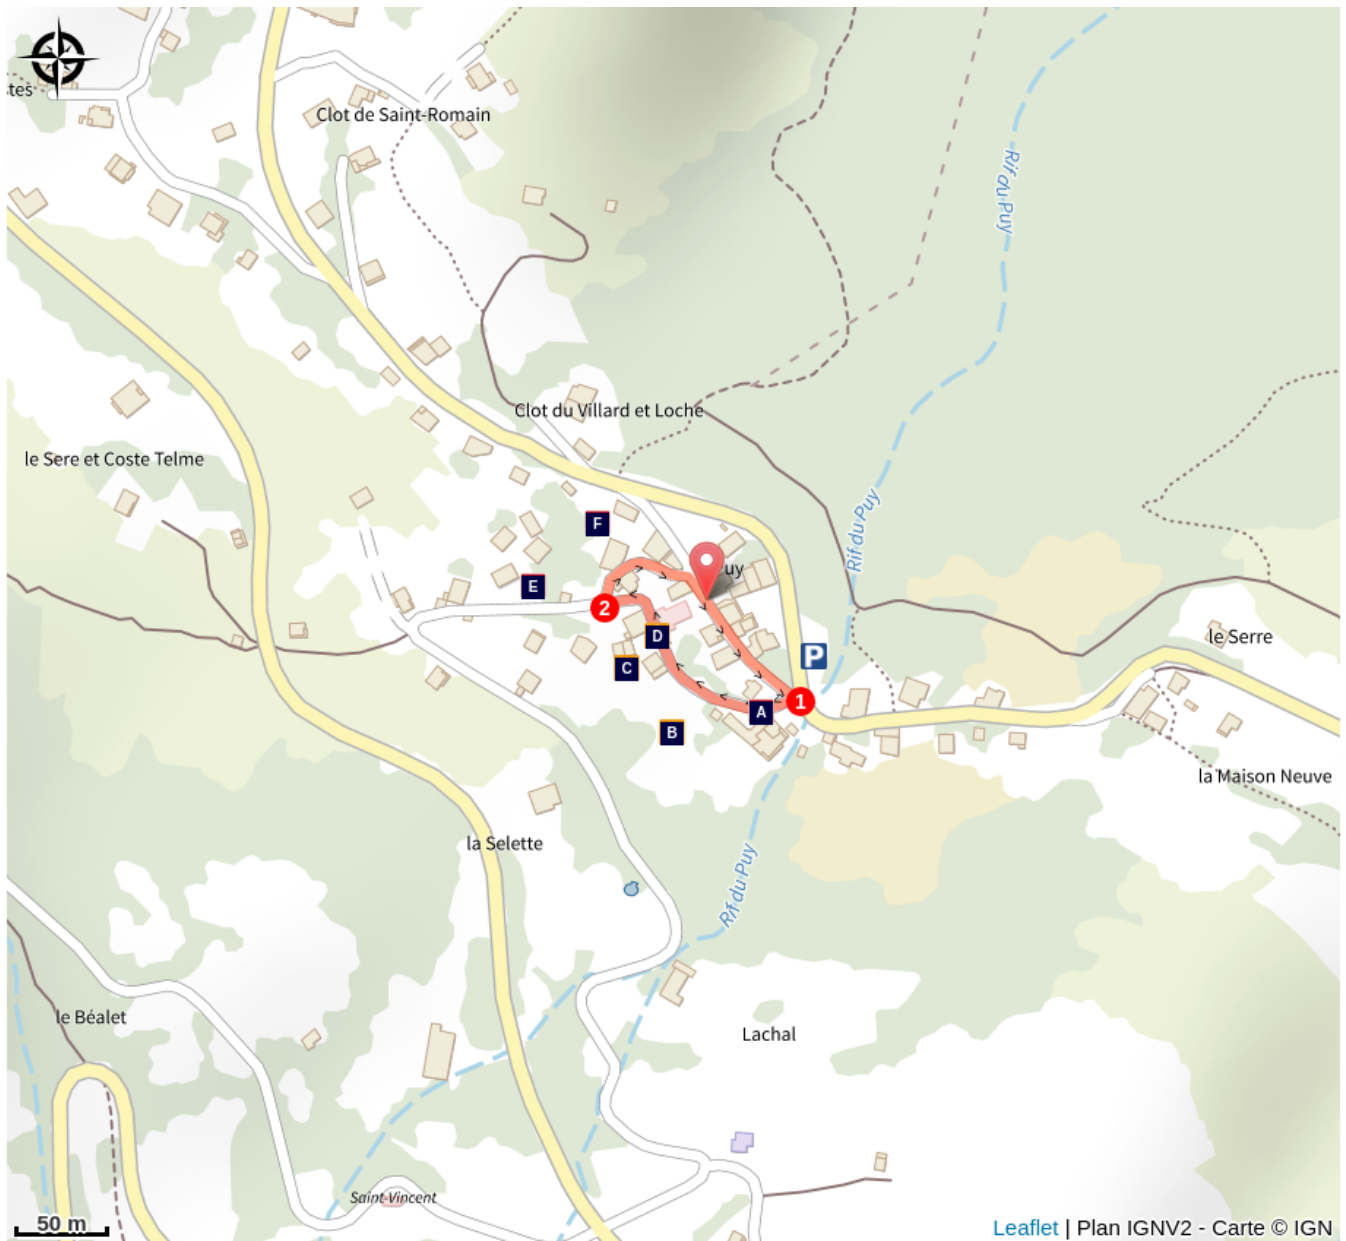 tes
Clot de Saint-Romain
Rif du Puy
Clot du Villard et Loche
le Sere et Coste Telme
Rif du Puy
F
uy
E
2
D
le Serre
P
C
1
A
B
la Maison Neuve
la Selette
Rif du Puy
le Béalet
Lachal
Saint-Vincent
50 m
Leaflet | Plan IGNV2 - Carte © IGN